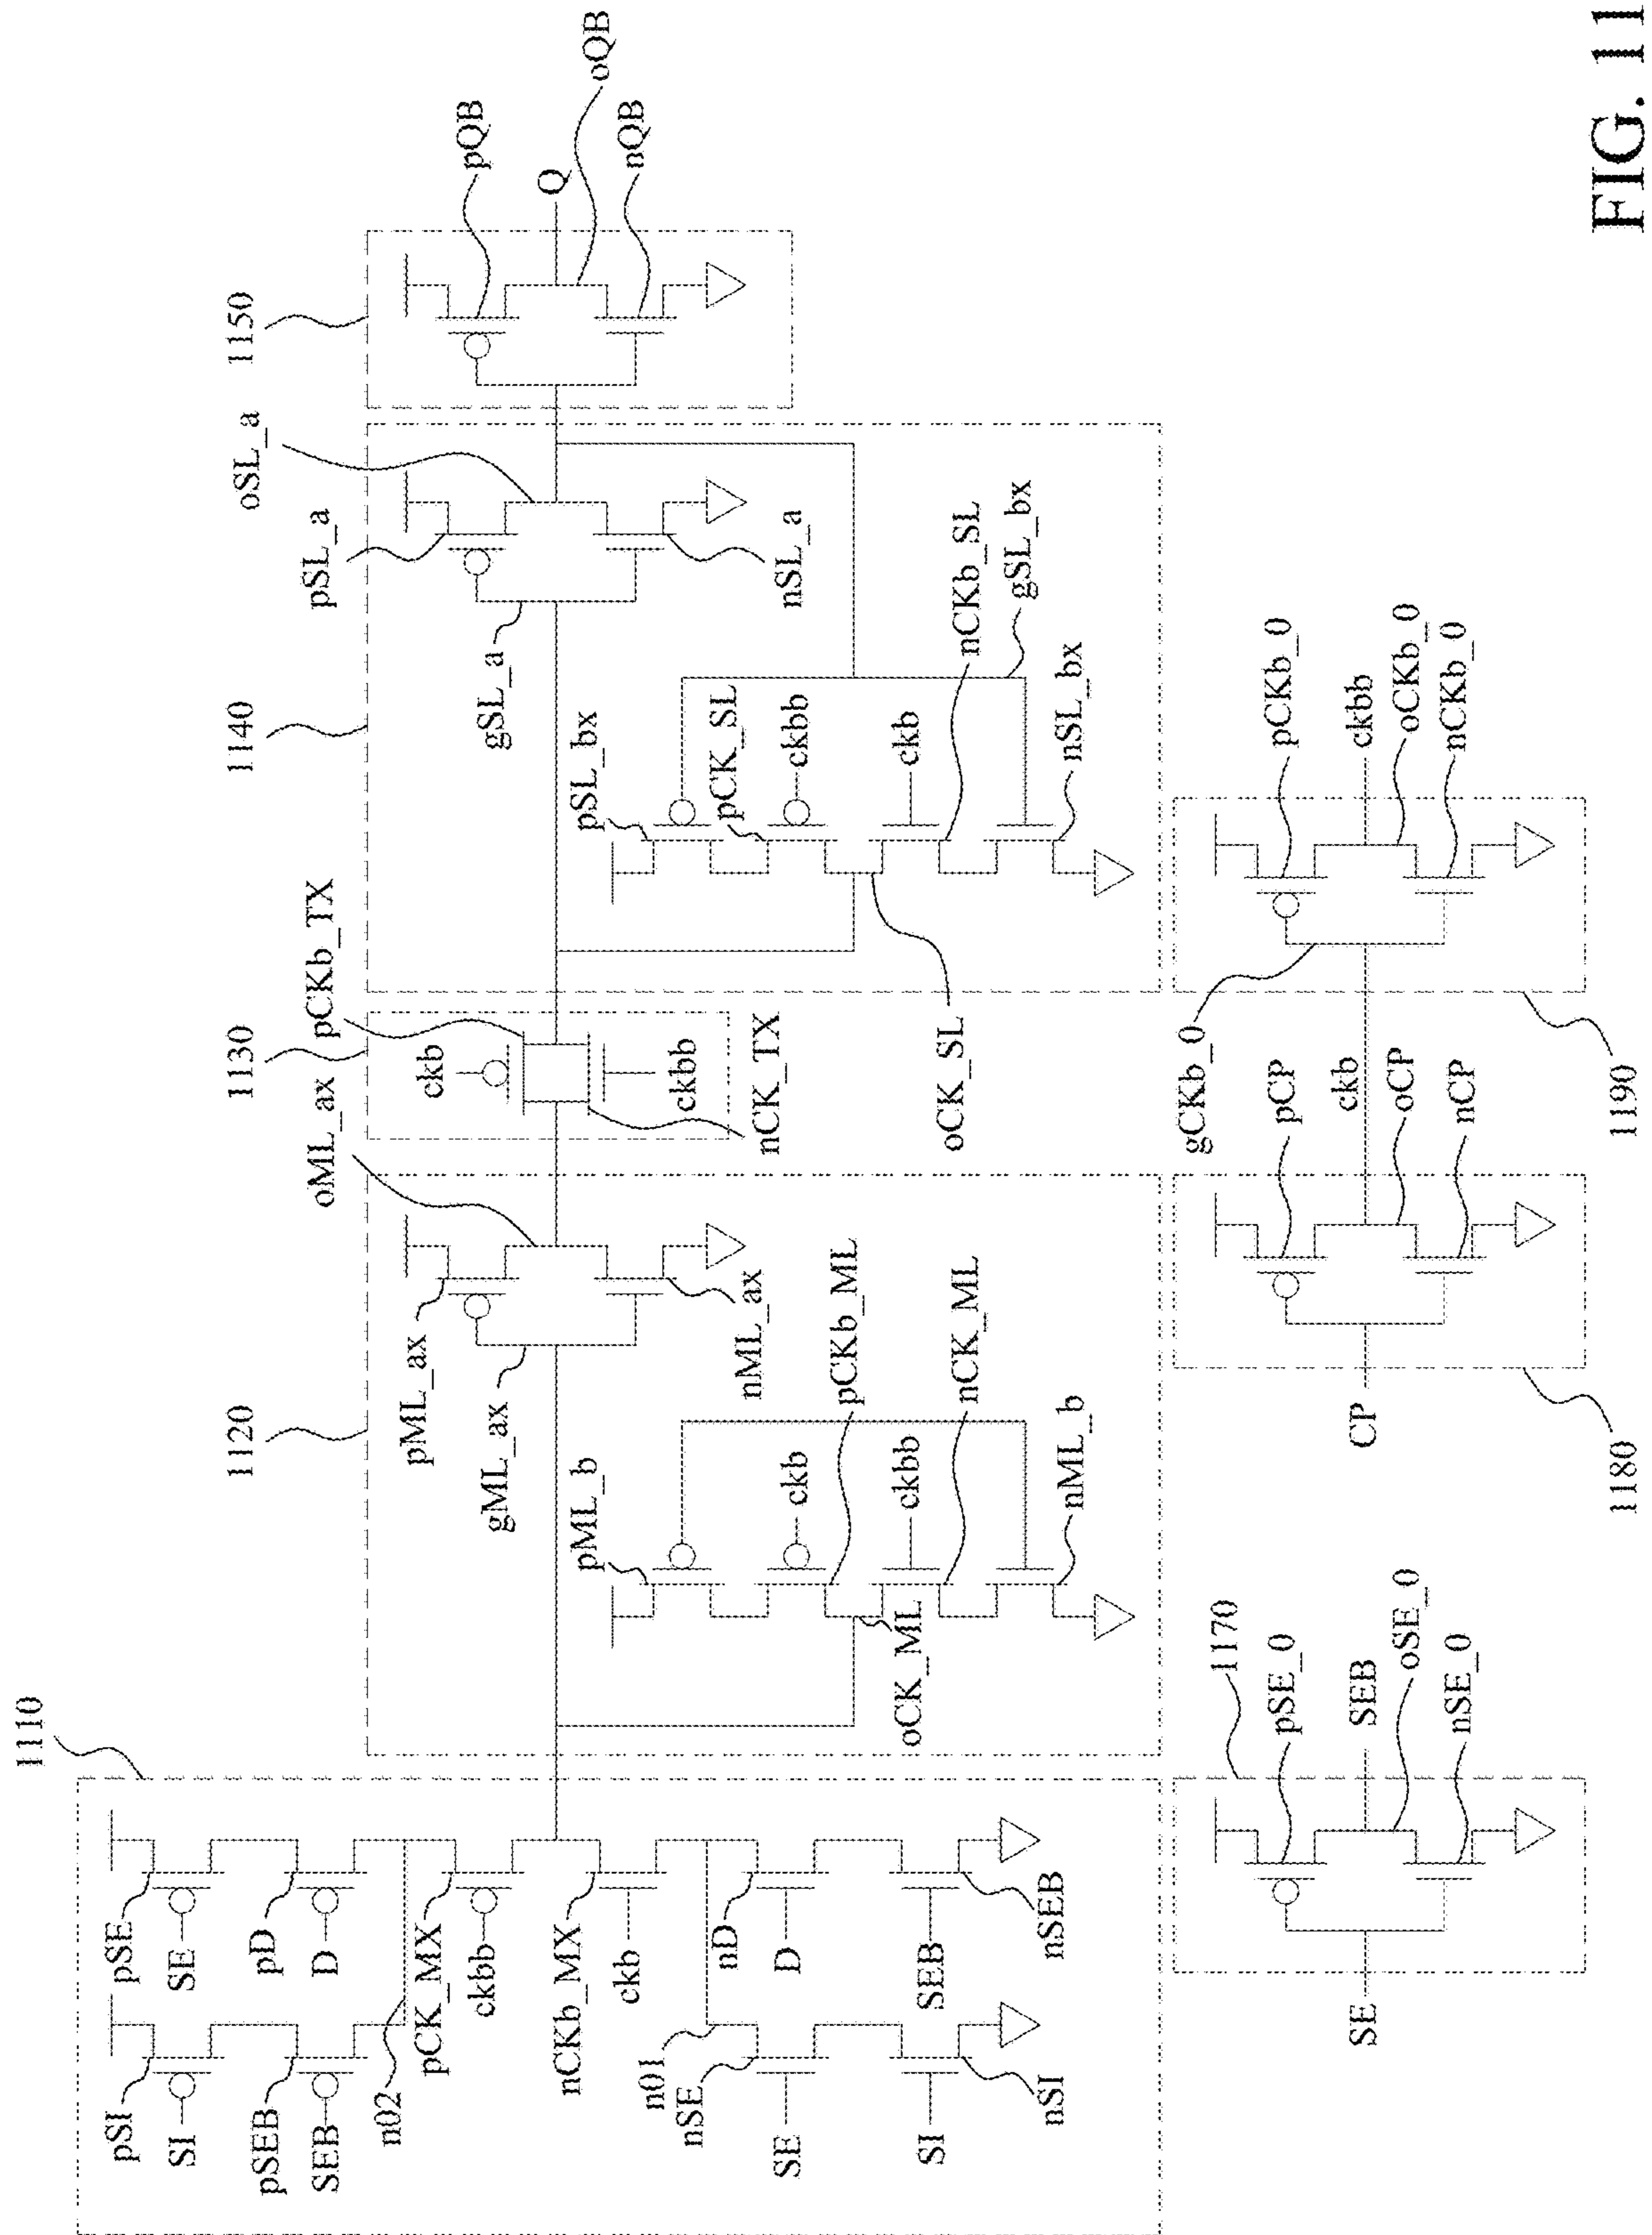 1110
pSI
SI
pSEB
SEB
n02
pSE
SE
pD
D
pCK_MX
ckbb
nCKb_MX
ckb
n01
nSE
SE
SI
nSI
nD
D
SEB
nSEB
1120
pML_ax
gML_ax
nML_ax
oML_ax
pML_b
ckb
ckbb
pCKb_ML
nCK_ML
nML_b
oCK_ML
1130
pCKb_TX
ckb
ckbb
nCK_TX
1140
pSL_a
oSL_a
gSL_a
nSL_a
pSL_bx
pCK_SL
ckbb
ckb
nCKb_SL
gSL_bx
nSL_bx
oCK_SL
1150
pQB
Q
oQB
nQB
1170
SE
pSE_0
SEB
oSE_0
nSE_0
1180
CP
pCP
ckb
oCP
nCP
1190
gCKb_0
pCKb_0
ckbb
oCKb_0
nCKb_0
FIG. 11